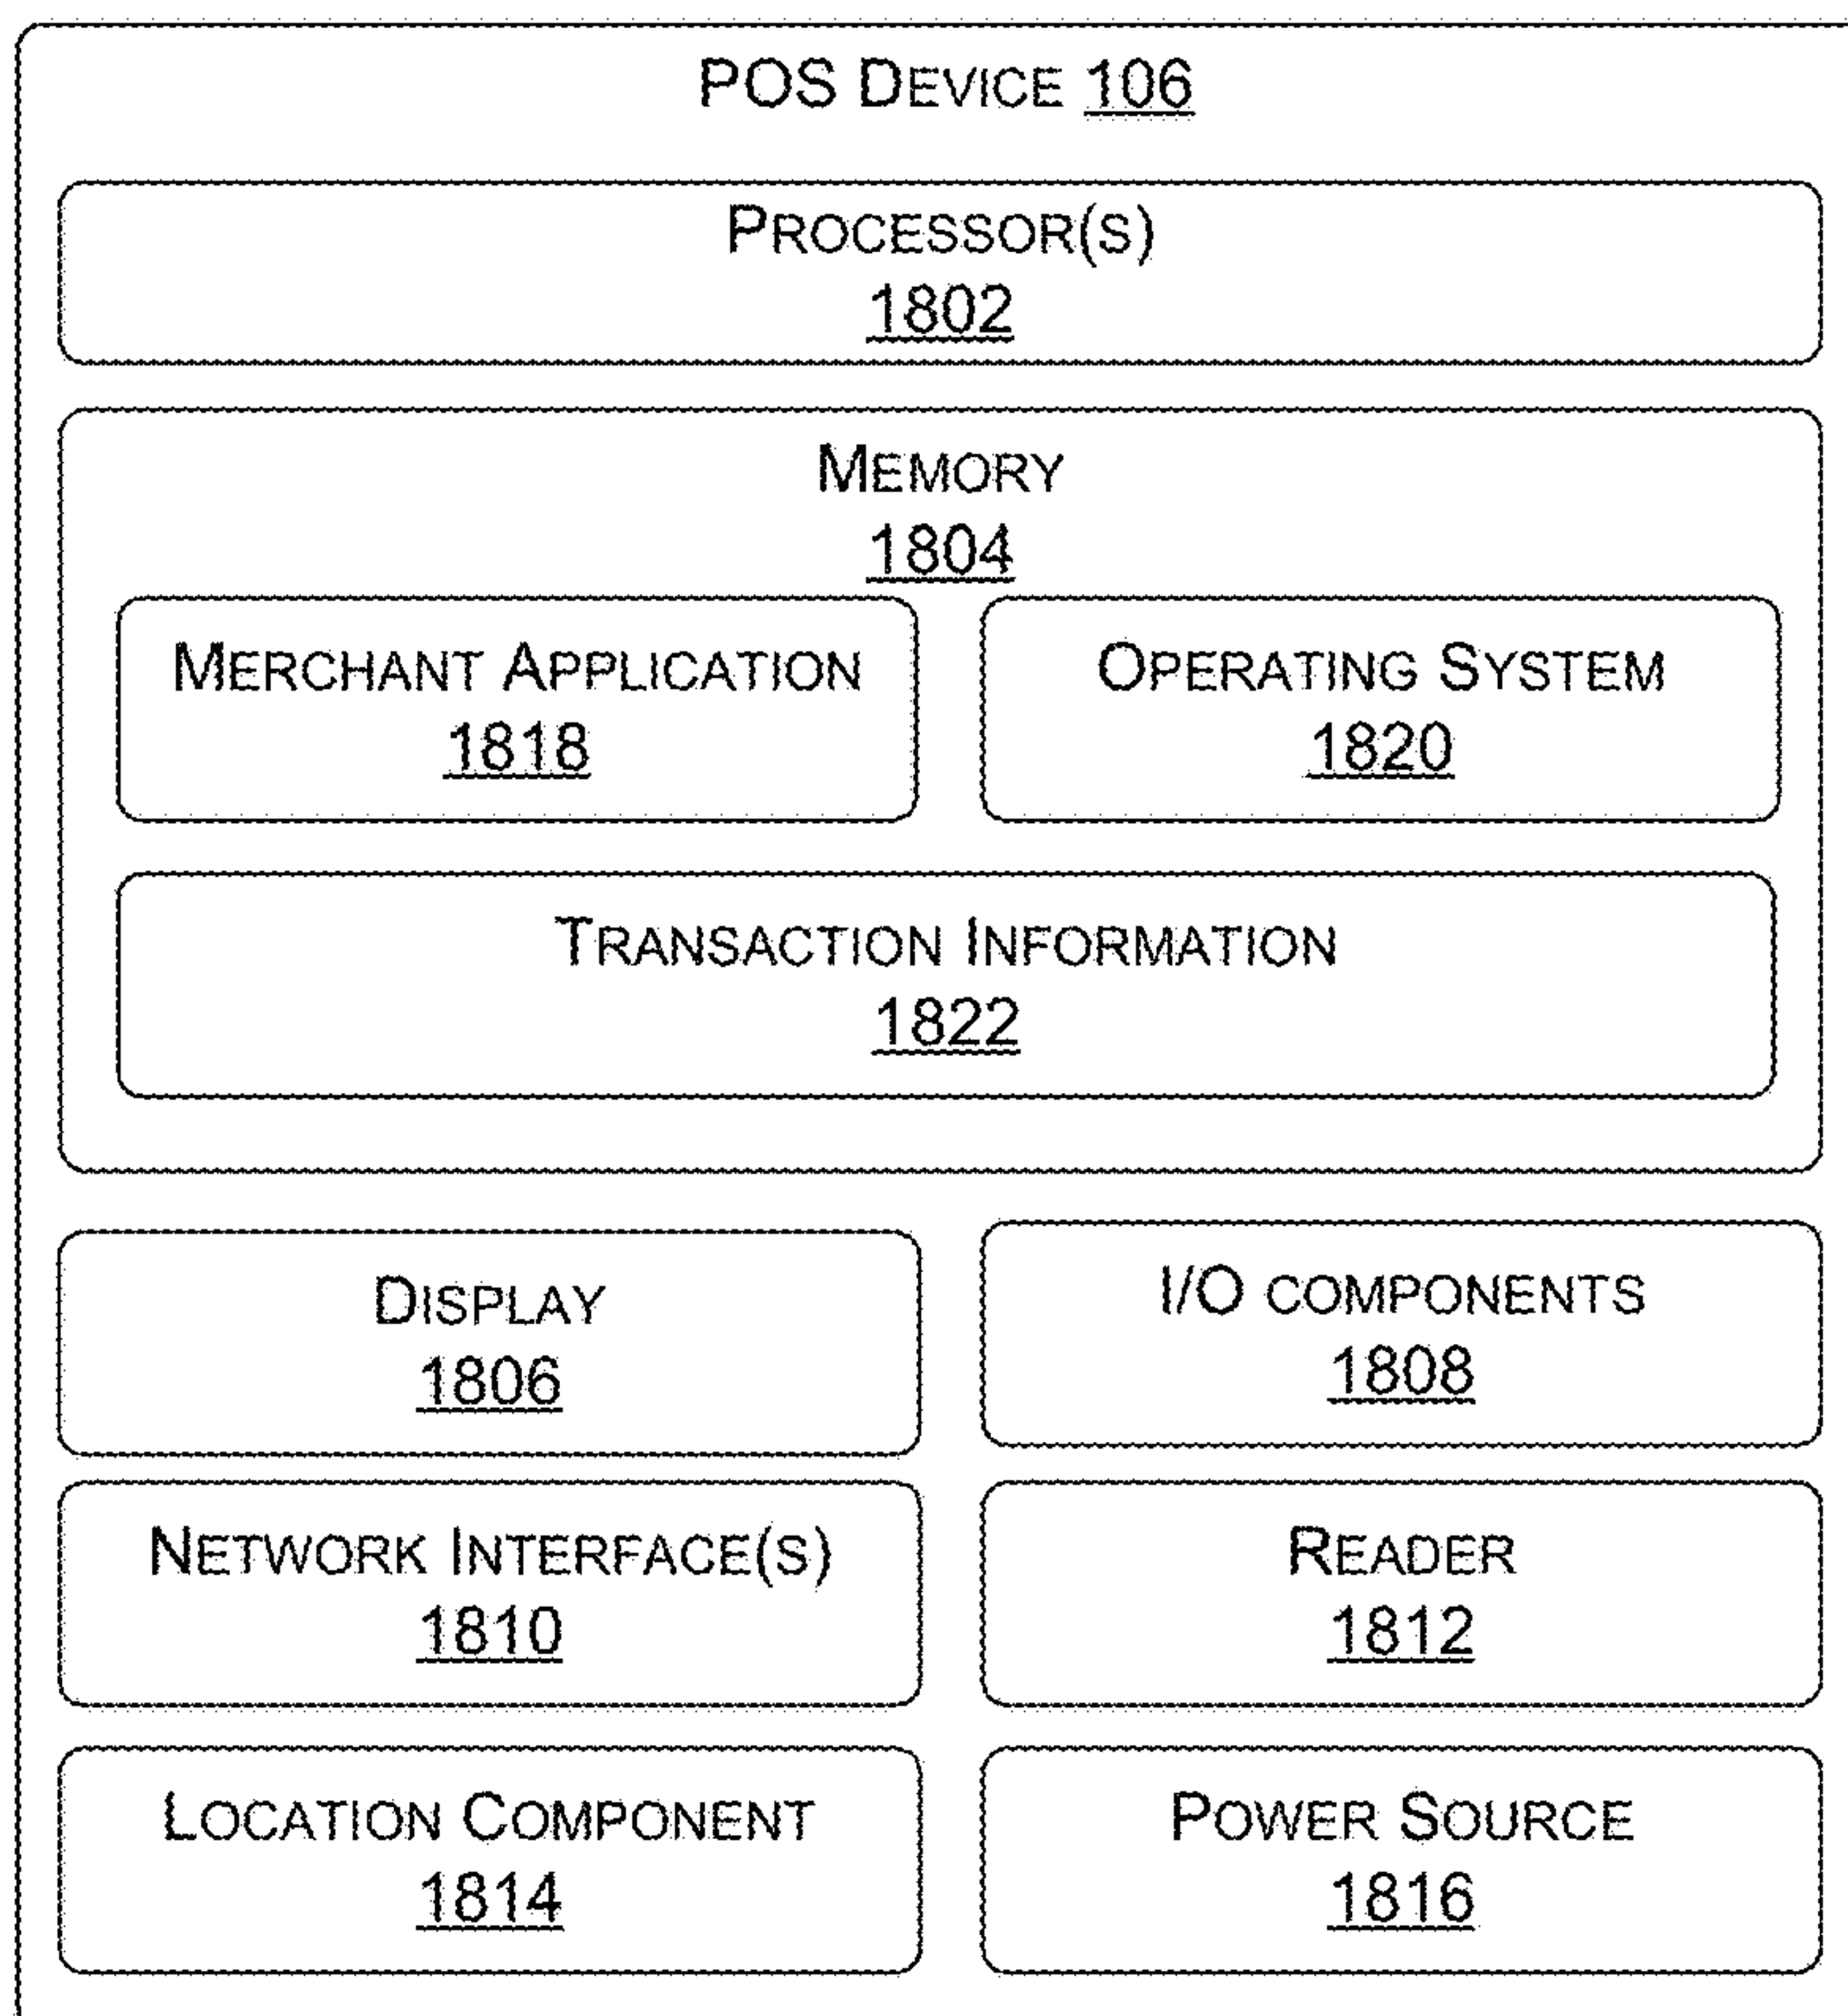 POS DEVICE 106
PROCESSOR(S)
1802
MEMORY
1804
MERCHANT APPLICATION
1818
OPERATING SYSTEM
1820
TRANSACTION INFORMATION
1822
DISPLAY
1806
I/O COMPONENTS
1808
NETWORK INTERFACE(S)
1810
READER
1812
LOCATION COMPONENT
1814
POWER SOURCE
1816